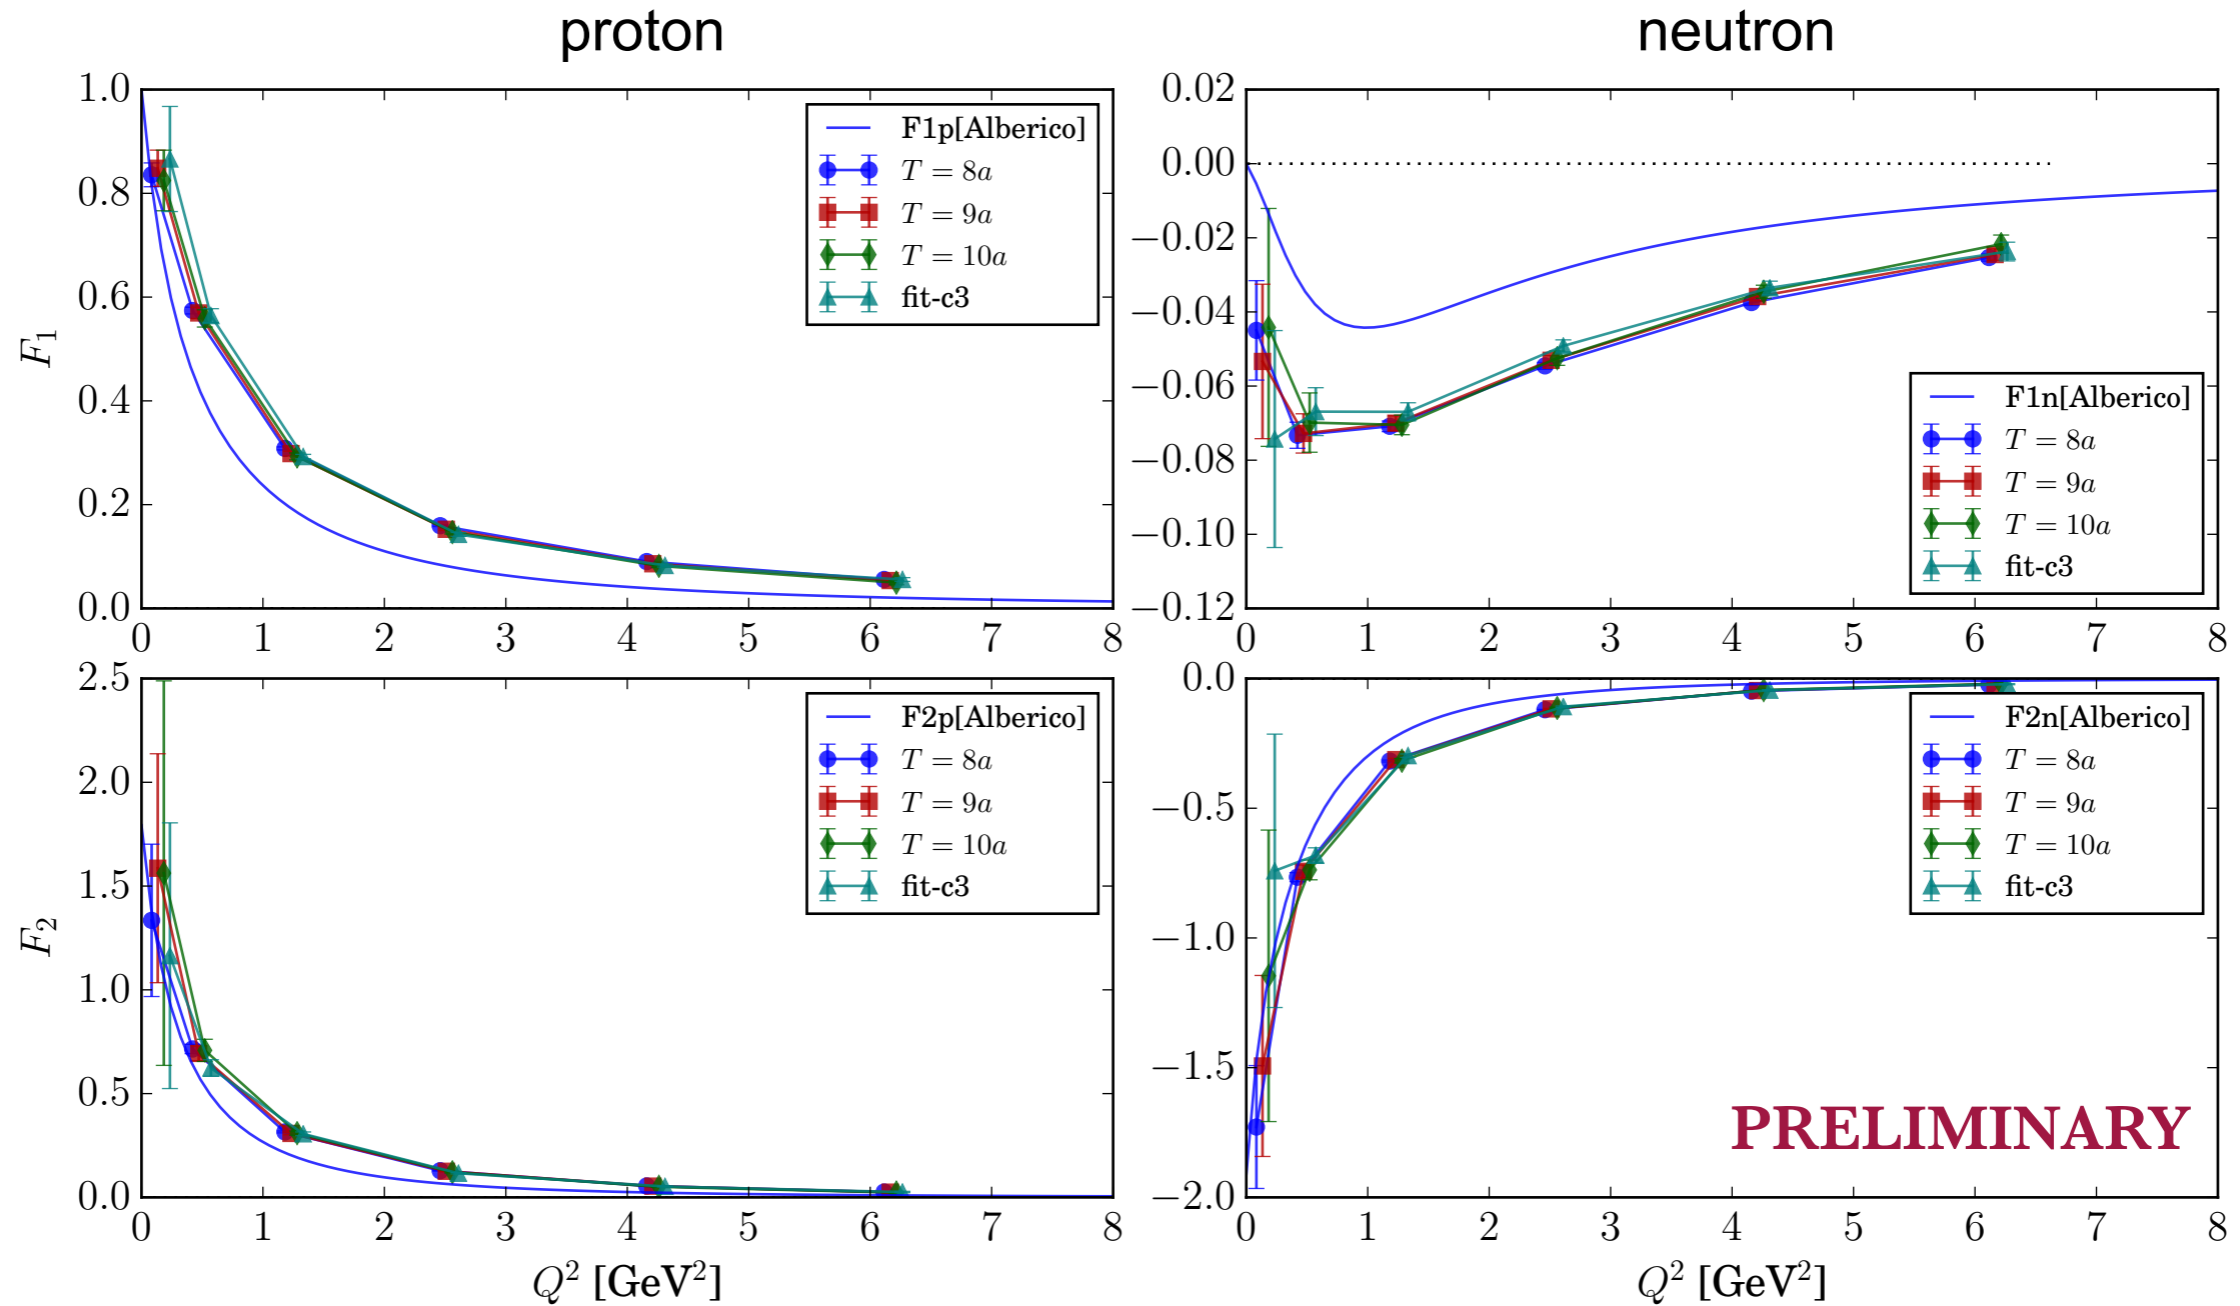 proton
neutron
1.0
0.8
0.6
0.4
0.2
0.0
F₁
0 1 2 3 4 5 6 7 8
F1p[Alberico]
T = 8a
T = 9a
T = 10a
fit-c3
0.02
0.00
−0.02
−0.04
−0.06
−0.08
−0.10
−0.12
0 1 2 3 4 5 6 7 8
F1n[Alberico]
T = 8a
T = 9a
T = 10a
fit-c3
2.5
2.0
1.5
1.0
0.5
0.0
F₂
0 1 2 3 4 5 6 7 8
Q² [GeV²]
F2p[Alberico]
T = 8a
T = 9a
T = 10a
fit-c3
0.0
−0.5
−1.0
−1.5
−2.0
0 1 2 3 4 5 6 7 8
Q² [GeV²]
F2n[Alberico]
T = 8a
T = 9a
T = 10a
fit-c3
PRELIMINARY